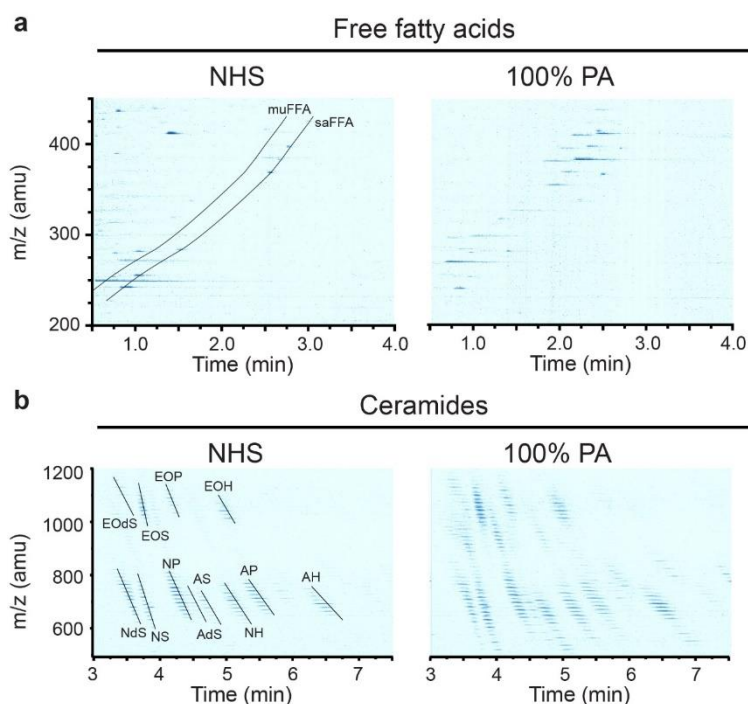 a
Free fatty acids
NHS
100% PA
muFFA
saFFA
m/z (amu)
400
300
200
1.0 2.0 3.0 4.0
Time (min)
1.0 2.0 3.0 4.0
Time (min)
b
Ceramides
NHS
100% PA
m/z (amu)
1200
1000
800
600
EOdS
EOS
EOP
EOH
NdS
NS
NP
AS
AdS
NH
AP
AH
3 4 5 6 7
Time (min)
3 4 5 6 7
Time (min)